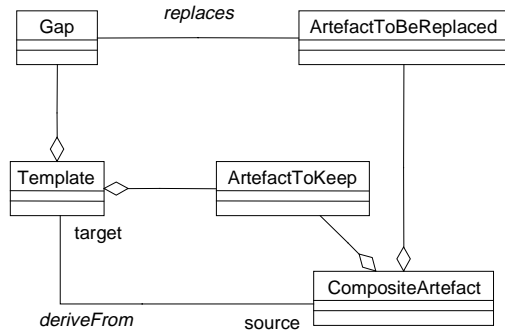 replaces
Gap
ArtefactToBeReplaced
Template
ArtefactToKeep
target
CompositeArtefact
deriveFrom
source